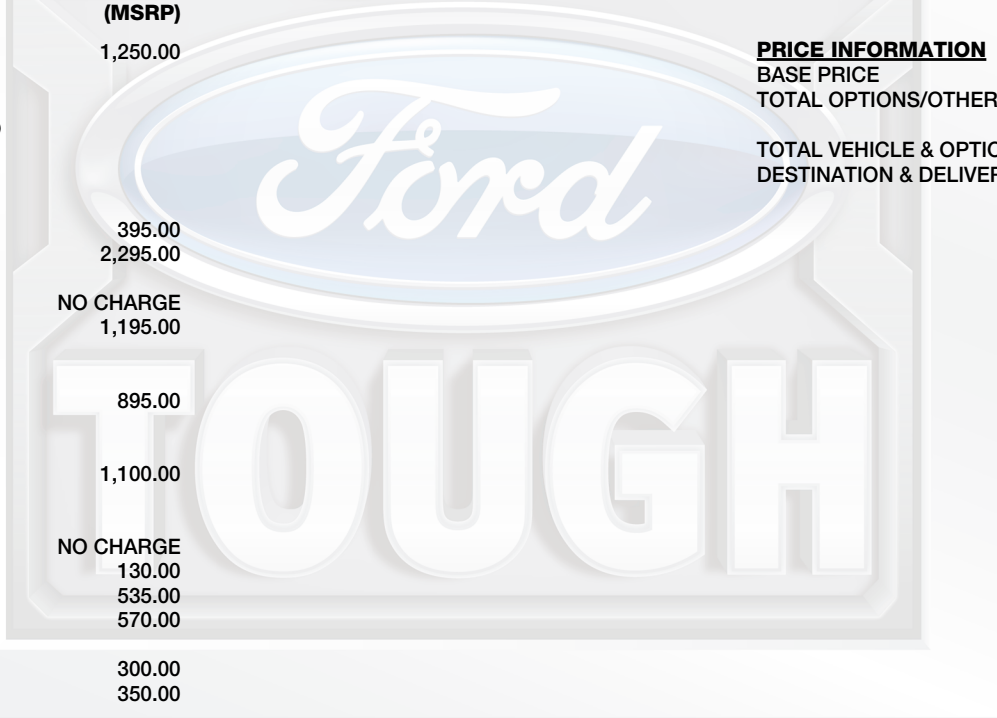 (MSRP)
1,250.00
395.00
2,295.00
NO CHARGE
1,195.00
895.00
1,100.00
NO CHARGE
130.00
535.00
570.00
300.00
350.00
PRICE INFORMATION
BASE PRICE
TOTAL OPTIONS/OTHER
TOTAL VEHICLE & OPTIO
DESTINATION & DELIVER
Ford
TOUGH